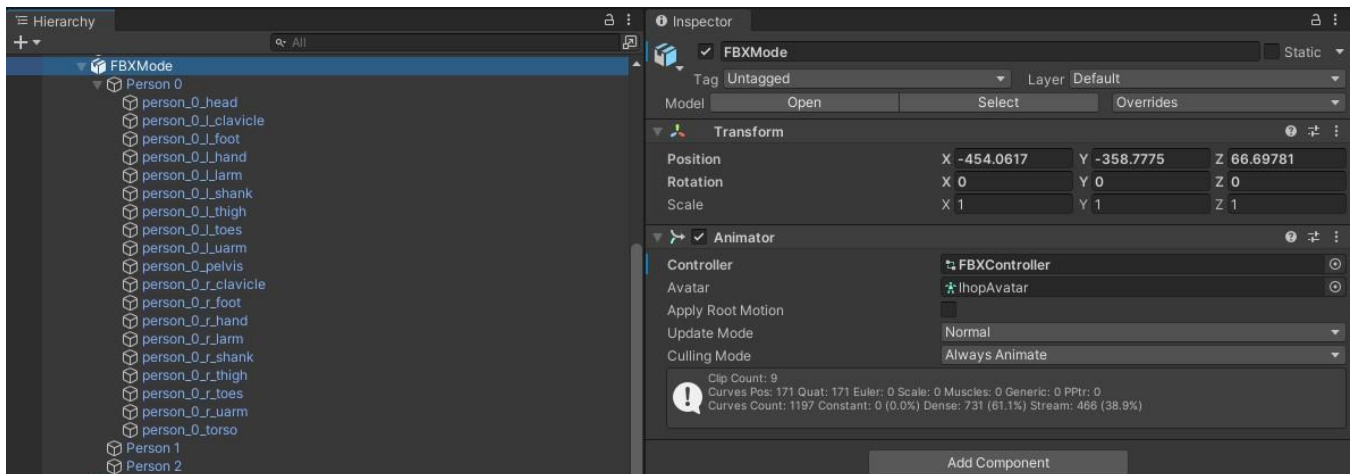 Hierarchy
All
FBXMode
Person 0
person_0_head
person_0_l_clavicle
person_0_l_foot
person_0_l_hand
person_0_l_larm
person_0_l_shank
person_0_l_thigh
person_0_l_toes
person_0_l_uarm
person_0_pelvis
person_0_r_clavicle
person_0_r_foot
person_0_r_hand
person_0_r_larm
person_0_r_shank
person_0_r_thigh
person_0_r_toes
person_0_r_uarm
person_0_torso
Person 1
Person 2
Inspector
FBXMode Static
Tag Untagged Layer Default
Model Open Select Overrides
Transform
Position X -454.0617 Y -358.7775 Z 66.69781
Rotation X 0 Y 0 Z 0
Scale X 1 Y 1 Z 1
Animator
Controller FBXController
Avatar lhopAvatar
Apply Root Motion
Update Mode Normal
Culling Mode Always Animate
Clip Count: 9
Curves Pos: 171 Quat: 171 Euler: 0 Scale: 0 Muscles: 0 Generic: 0 PPtr: 0
Curves Count: 1197 Constant: 0 (0.0%) Dense: 731 (61.1%) Stream: 466 (38.9%)
Add Component